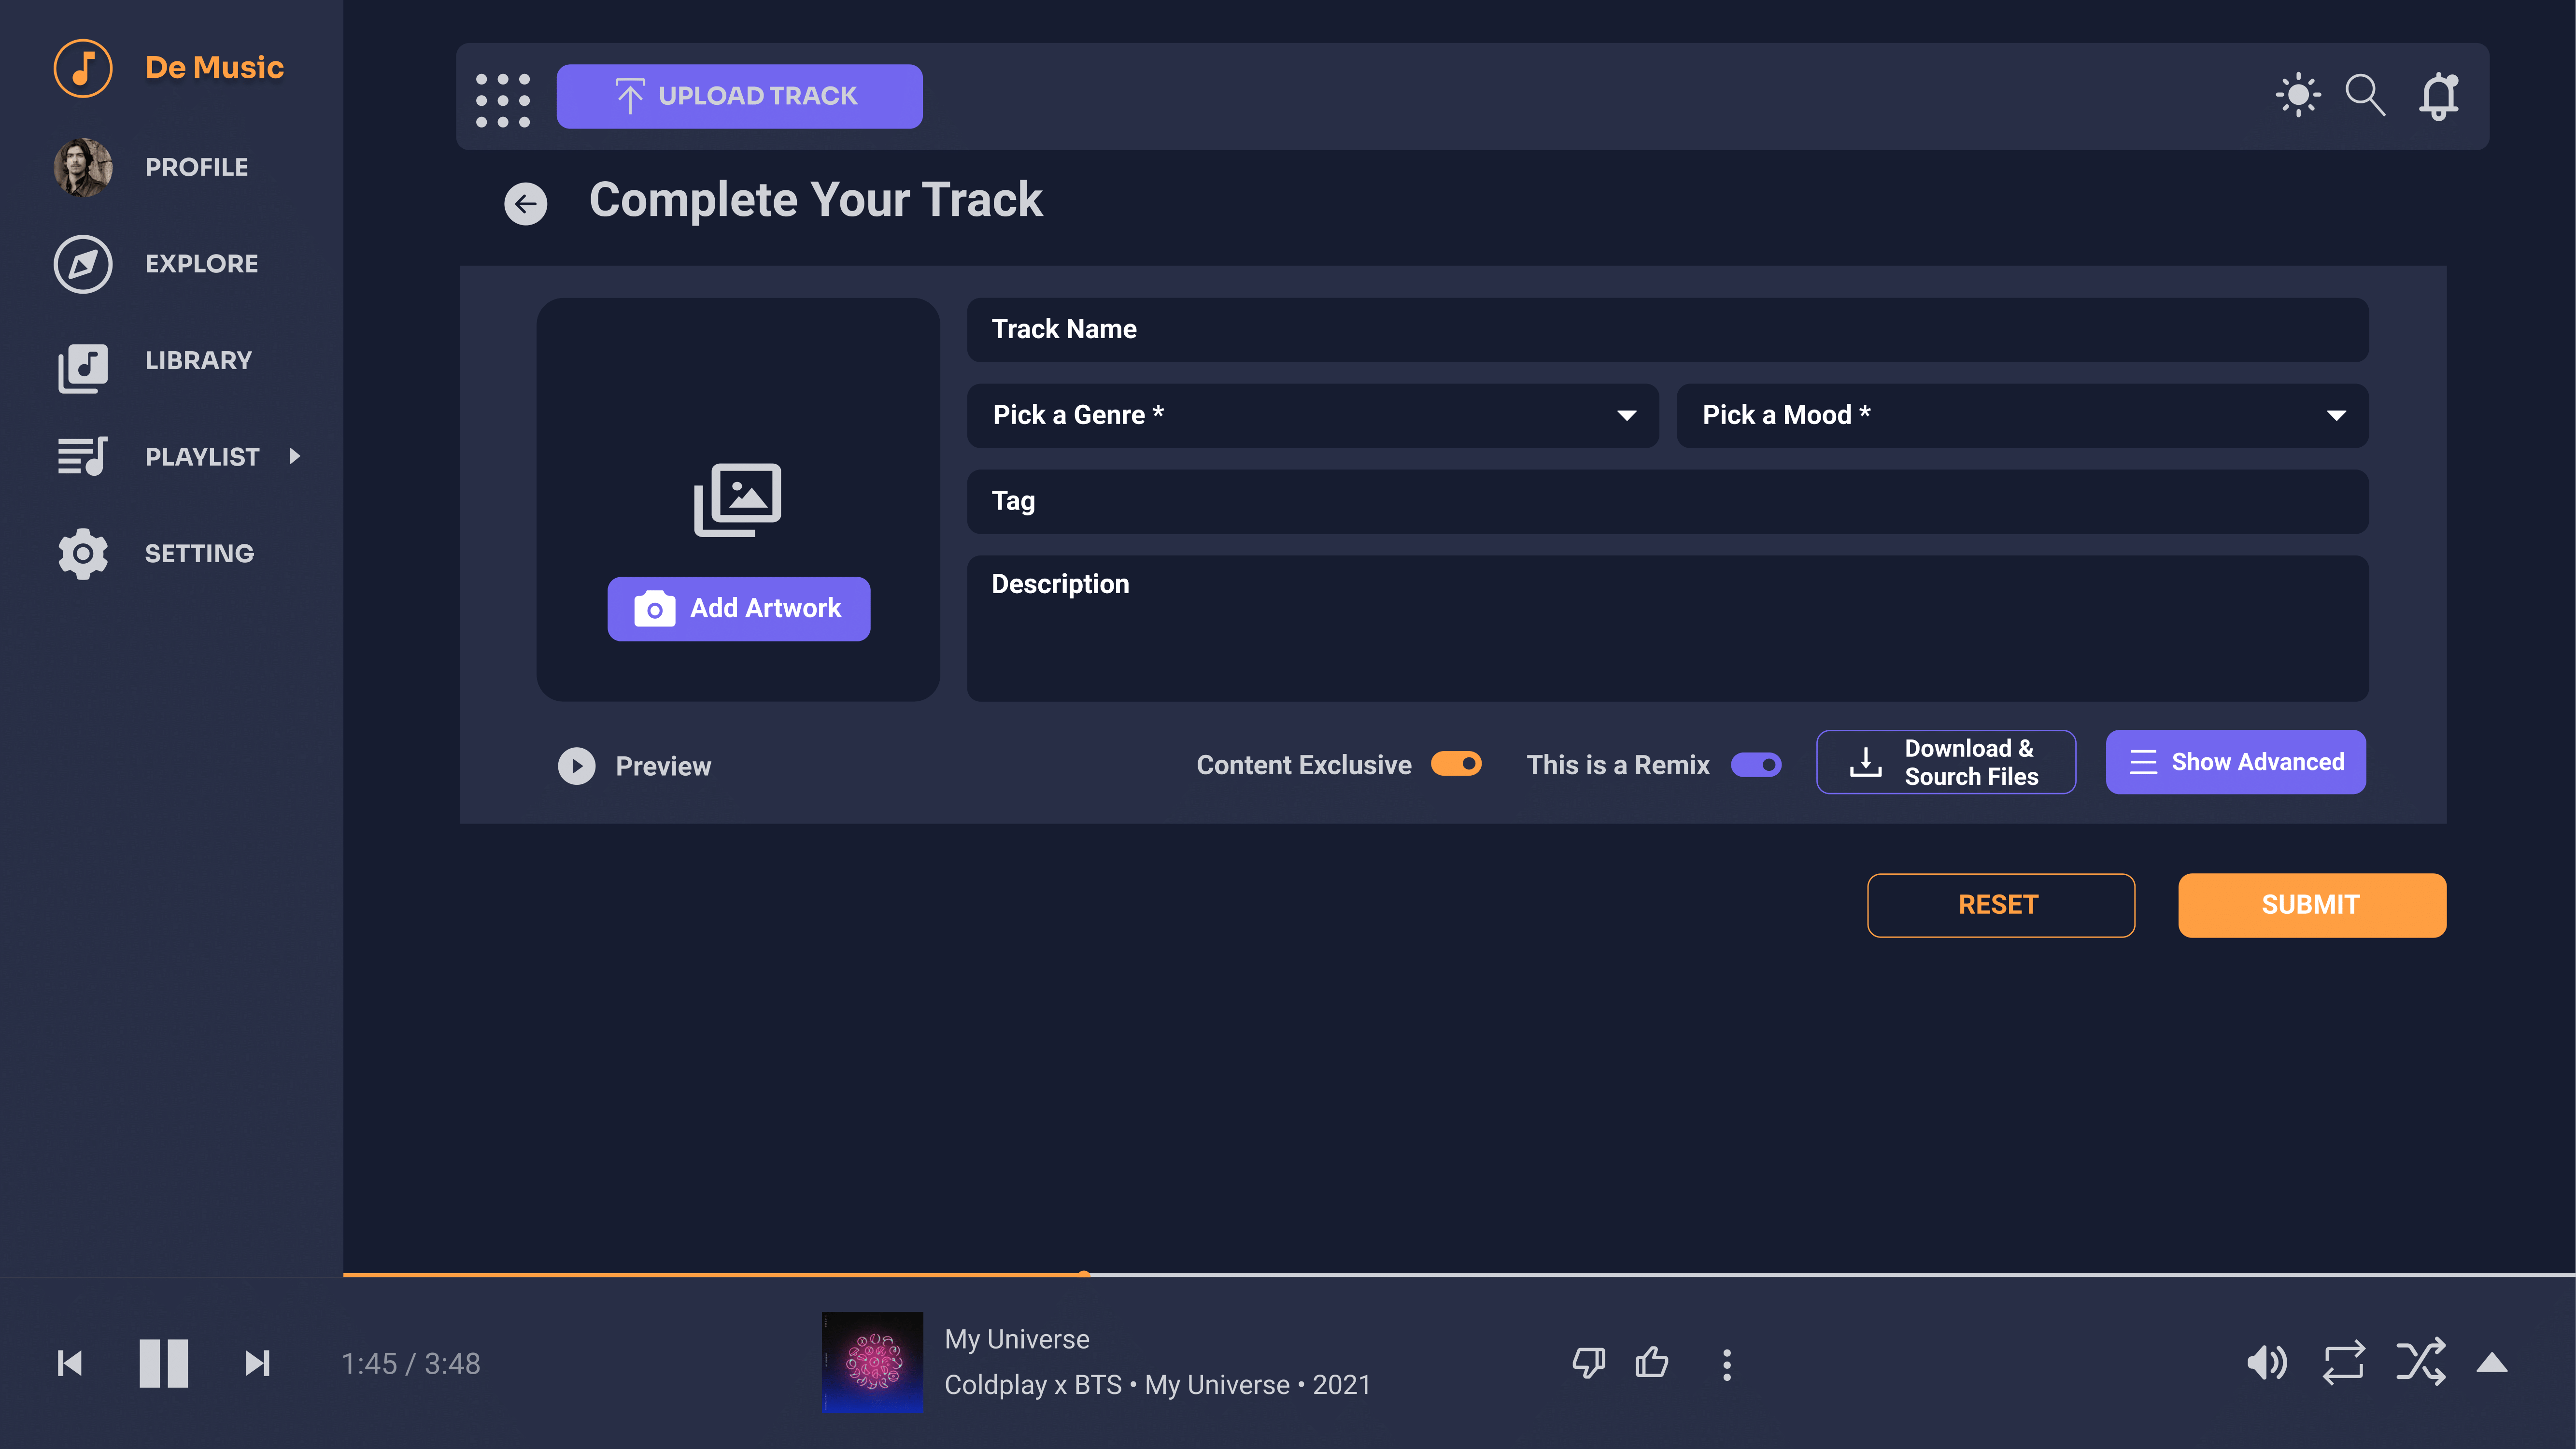 De Music
PROFILE
EXPLORE
LIBRARY
PLAYLIST
SETTING
UPLOAD TRACK
Complete Your Track
Track Name
Pick a Genre *
Pick a Mood *
Tag
Description
Add Artwork
Preview
Content Exclusive
This is a Remix
Download &
Sourch Files
Show Advanced
RESET
SUBMIT
1:45 / 3:48
My Universe
Coldplay x BTS • My Universe • 2021